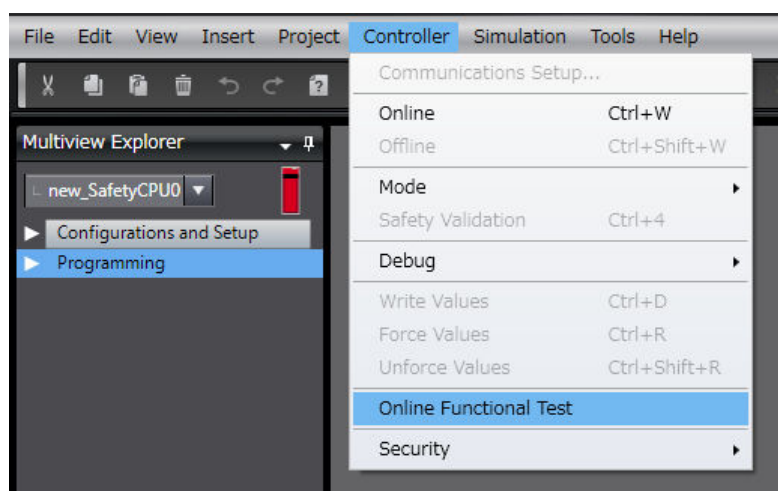 File Edit View Insert Project Controller Simulation Tools Help
Communications Setup...
Online Ctrl+W
Offline Ctrl+Shift+W
Mode
Safety Validation Ctrl+4
Debug
Write Values Ctrl+D
Force Values Ctrl+R
Unforce Values Ctrl+Shift+R
Online Functional Test
Security
Multiview Explorer
new_SafetyCPU0
Configurations and Setup
Programming